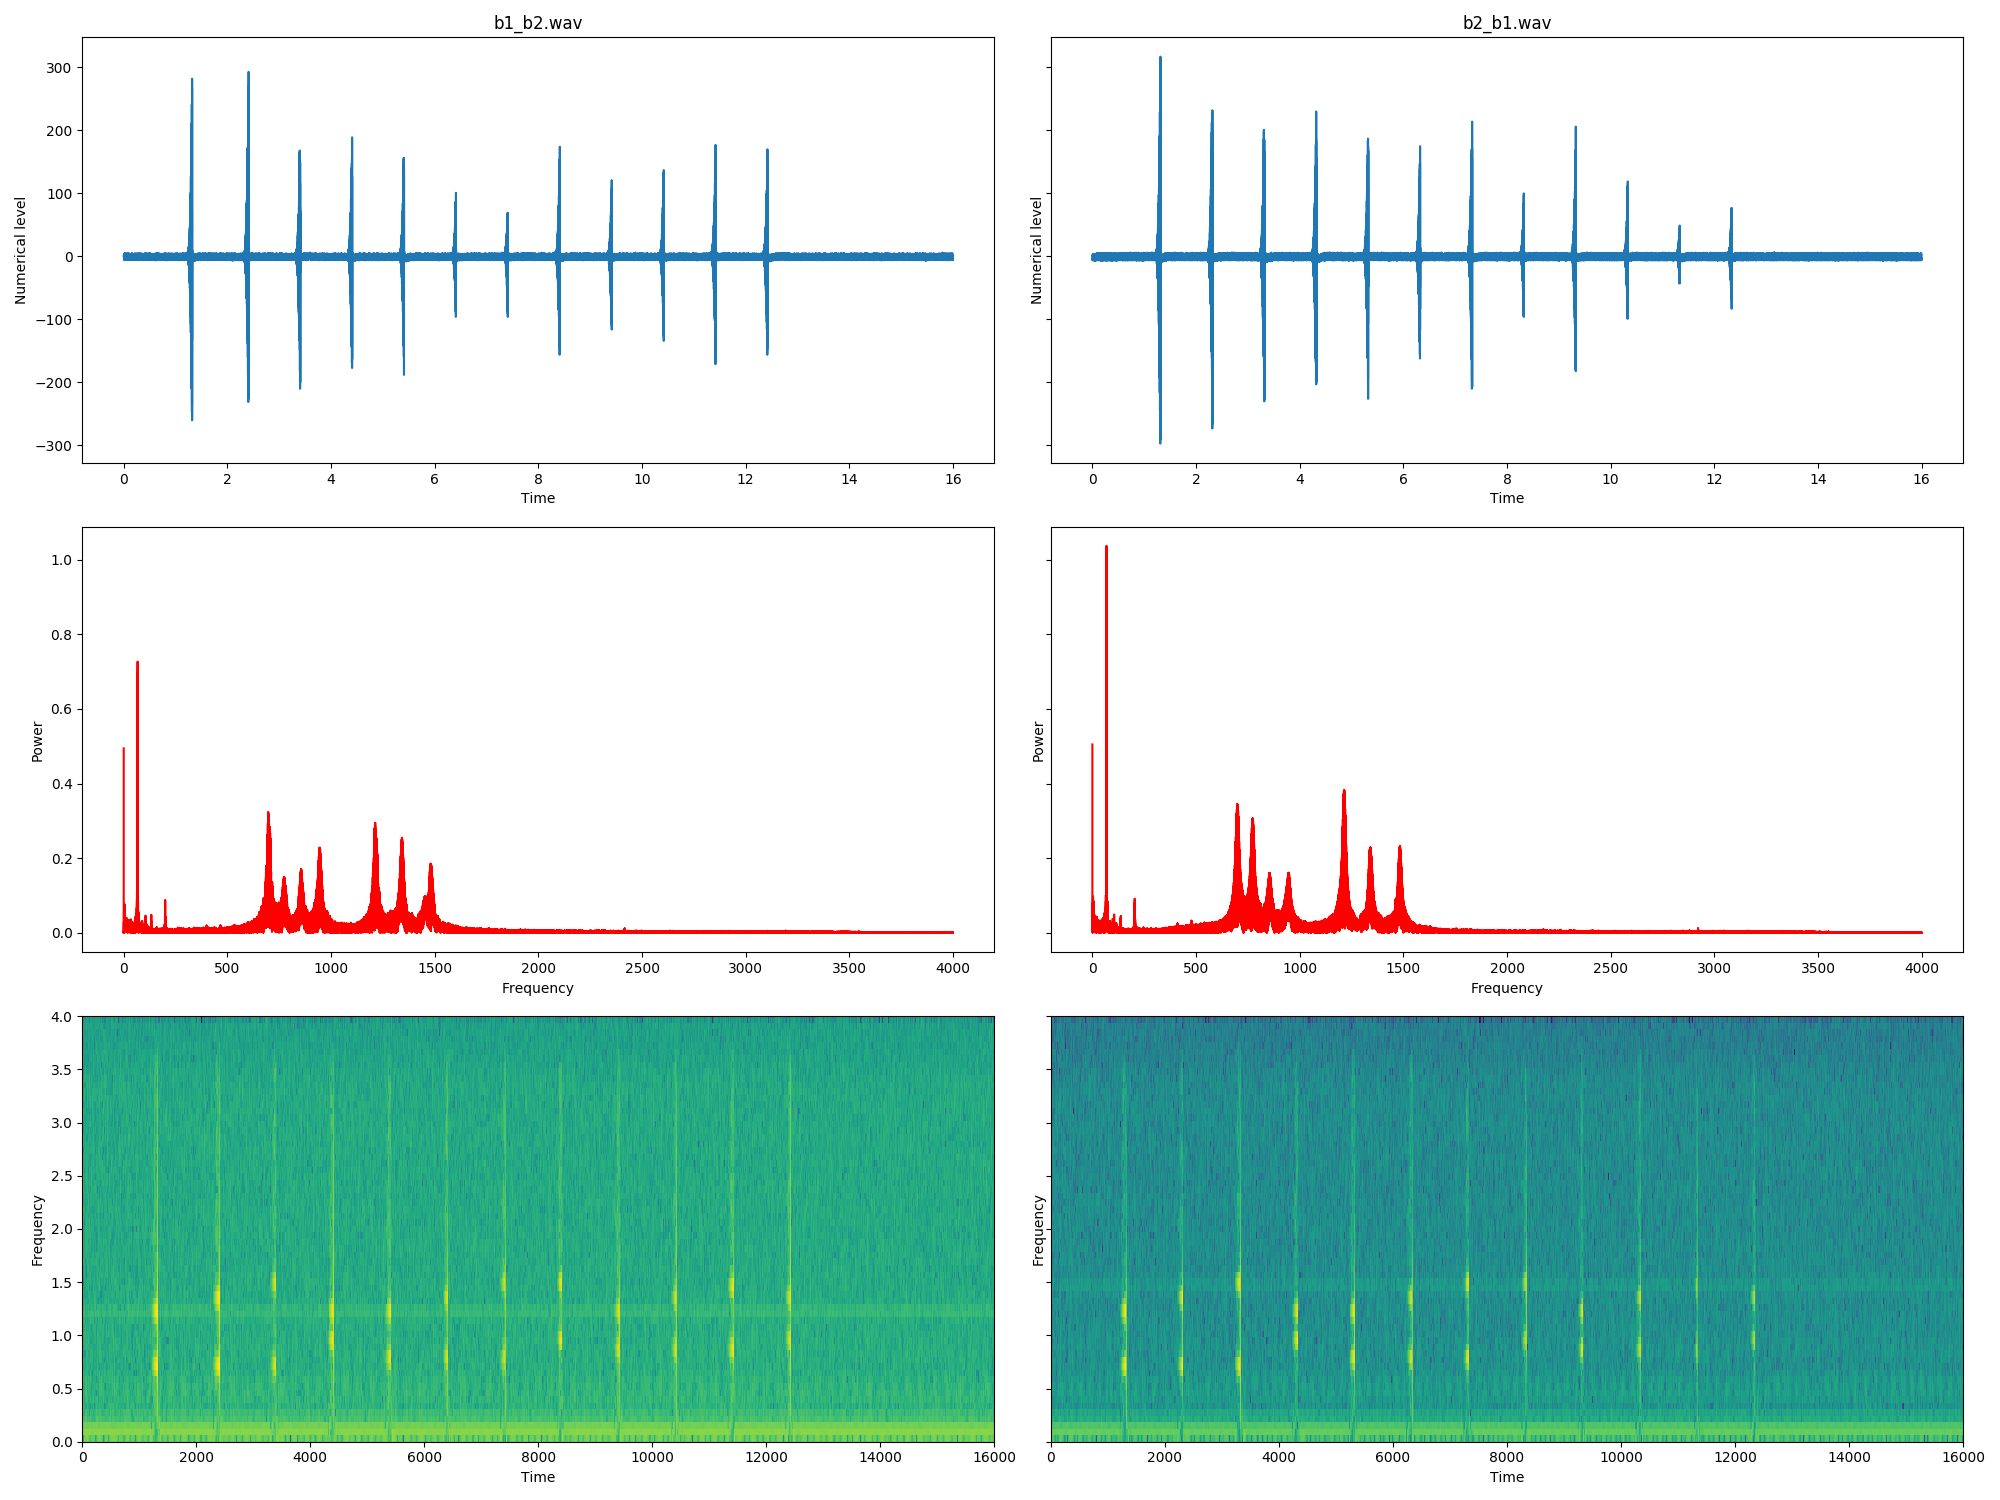 b1_b2.wav
b2_b1.wav
300
200
100
0
−100
−200
−300
Numerical level
Numerical level
0 2 4 6 8 10 12 14 16
0 2 4 6 8 10 12 14 16
Time
Time
1.0
0.8
0.6
0.4
0.2
0.0
Power
Power
0 500 1000 1500 2000 2500 3000 3500 4000
0 500 1000 1500 2000 2500 3000 3500 4000
Frequency
Frequency
4.0
3.5
3.0
2.5
2.0
1.5
1.0
0.5
0.0
Frequency
Frequency
0 2000 4000 6000 8000 10000 12000 14000 16000
0 2000 4000 6000 8000 10000 12000 14000 16000
Time
Time